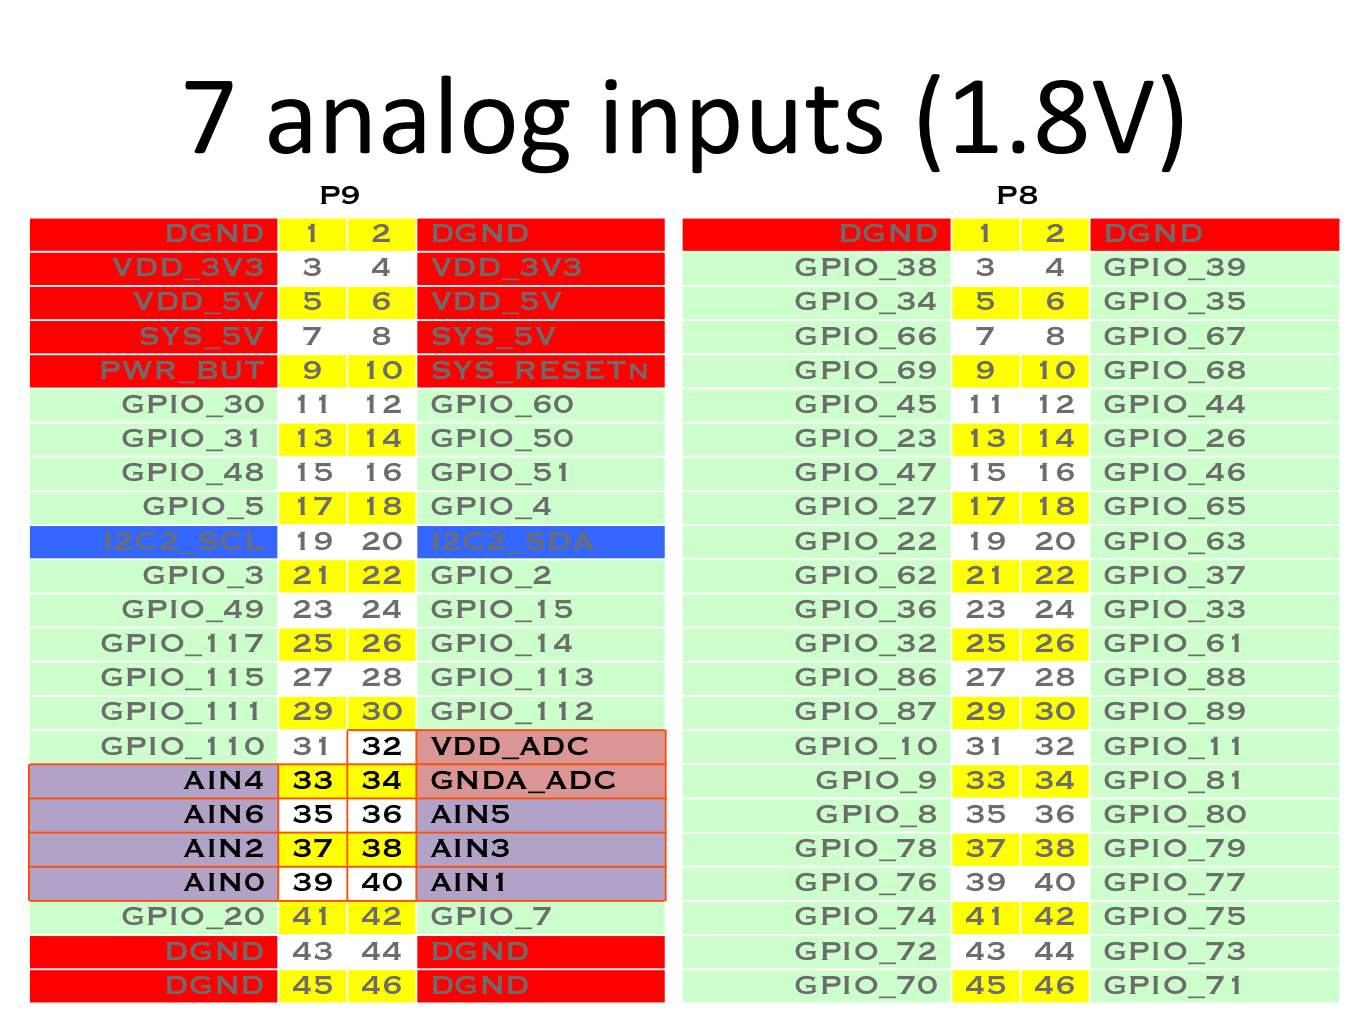 7 analog inputs (1.8V)
P9 P8
DGND 1 2 DGND DGND 1 2 DGND
VDD_3V3 3 4 VDD_3V3 GPIO_38 3 4 GPIO_39
VDD_5V 5 6 VDD_5V GPIO_34 5 6 GPIO_35
SYS_5V 7 8 SYS_5V GPIO_66 7 8 GPIO_67
PWR_BUT 9 10 SYS_RESETN GPIO_69 9 10 GPIO_68
GPIO_30 11 12 GPIO_60 GPIO_45 11 12 GPIO_44
GPIO_31 13 14 GPIO_50 GPIO_23 13 14 GPIO_26
GPIO_48 15 16 GPIO_51 GPIO_47 15 16 GPIO_46
GPIO_5 17 18 GPIO_4 GPIO_27 17 18 GPIO_65
I2C2_SCL 19 20 I2C2_SDA GPIO_22 19 20 GPIO_63
GPIO_3 21 22 GPIO_2 GPIO_62 21 22 GPIO_37
GPIO_49 23 24 GPIO_15 GPIO_36 23 24 GPIO_33
GPIO_117 25 26 GPIO_14 GPIO_32 25 26 GPIO_61
GPIO_115 27 28 GPIO_113 GPIO_86 27 28 GPIO_88
GPIO_111 29 30 GPIO_112 GPIO_87 29 30 GPIO_89
GPIO_110 31 32 VDD_ADC GPIO_10 31 32 GPIO_11
AIN4 33 34 GNDA_ADC GPIO_9 33 34 GPIO_81
AIN6 35 36 AIN5 GPIO_8 35 36 GPIO_80
AIN2 37 38 AIN3 GPIO_78 37 38 GPIO_79
AIN0 39 40 AIN1 GPIO_76 39 40 GPIO_77
GPIO_20 41 42 GPIO_7 GPIO_74 41 42 GPIO_75
DGND 43 44 DGND GPIO_72 43 44 GPIO_73
DGND 45 46 DGND GPIO_70 45 46 GPIO_71